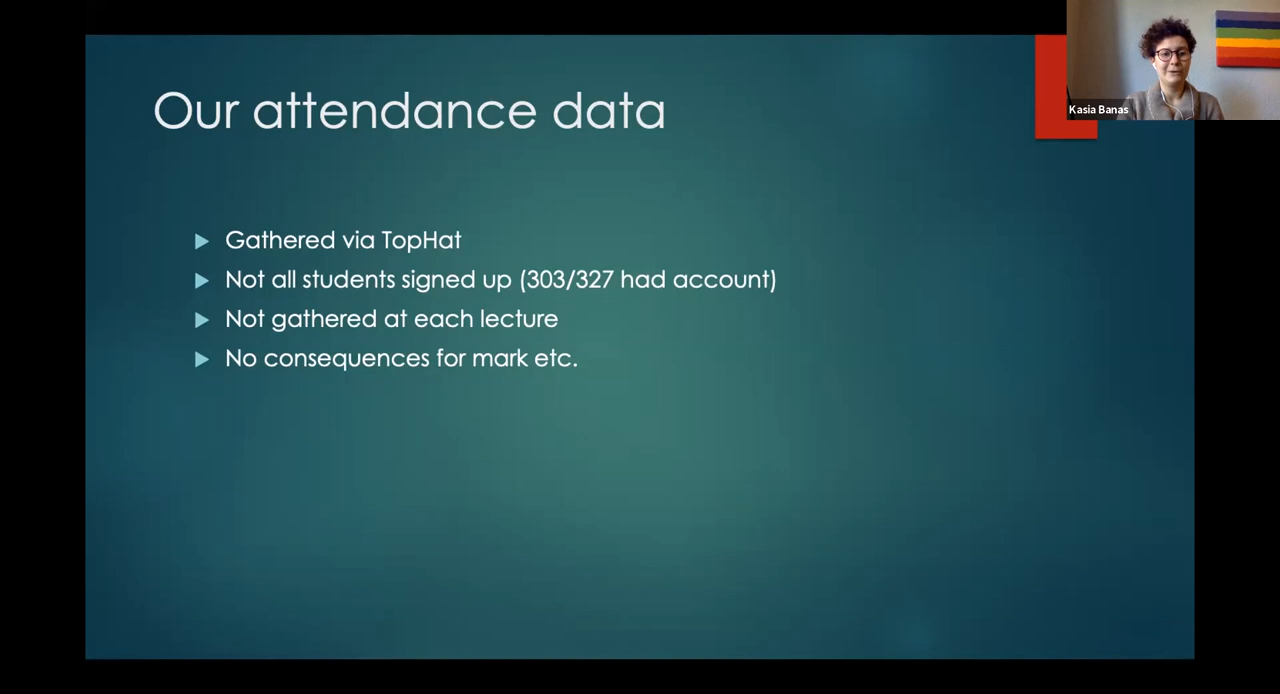 Our attendance data
Kasia Banas
Gathered via TopHat
Not all students signed up (303/327 had account)
Not gathered at each lecture
No consequences for mark etc.